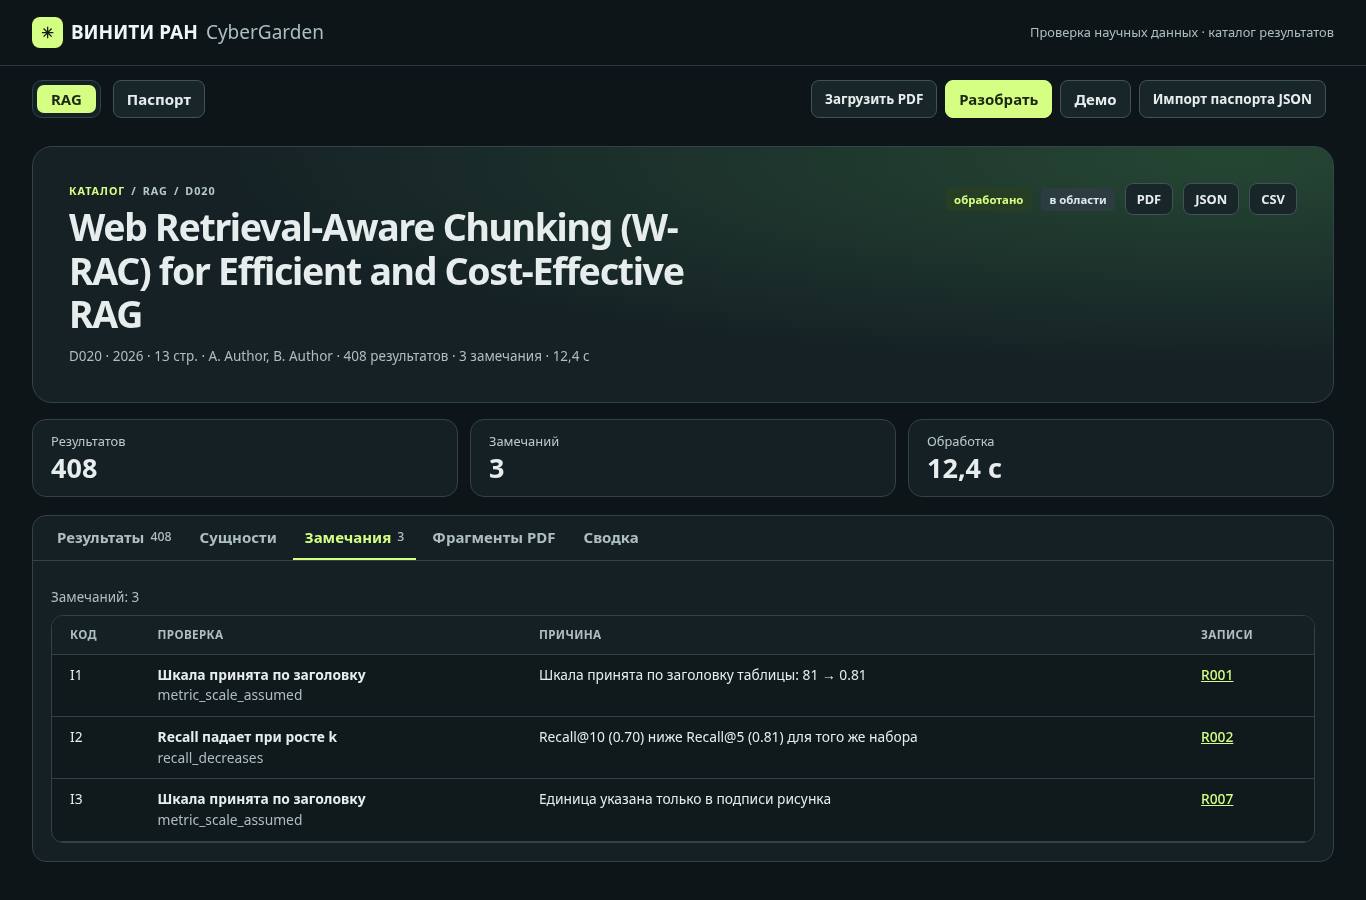 ВИНИТИ РАН CyberGarden
Проверка научных данных · каталог результатов
RAG
Паспорт
Загрузить PDF
Разобрать
Демо
Импорт паспорта JSON
КАТАЛОГ / RAG / D020
обработано
в области
PDF
JSON
CSV
Web Retrieval-Aware Chunking (W-
RAC) for Efficient and Cost-Effective
RAG
D020 · 2026 · 13 стр. · A. Author, B. Author · 408 результатов · 3 замечания · 12,4 с
Результатов
408
Замечаний
3
Обработка
12,4 с
Результаты 408
Сущности
Замечания 3
Фрагменты PDF
Сводка
Замечаний: 3
КОД ПРОВЕРКА ПРИЧИНА ЗАПИСИ
I1 Шкала принята по заголовку Шкала принята по заголовку таблицы: 81 → 0.81 R001
metric_scale_assumed
I2 Recall падает при росте k Recall@10 (0.70) ниже Recall@5 (0.81) для того же набора R002
recall_decreases
I3 Шкала принята по заголовку Единица указана только в подписи рисунка R007
metric_scale_assumed